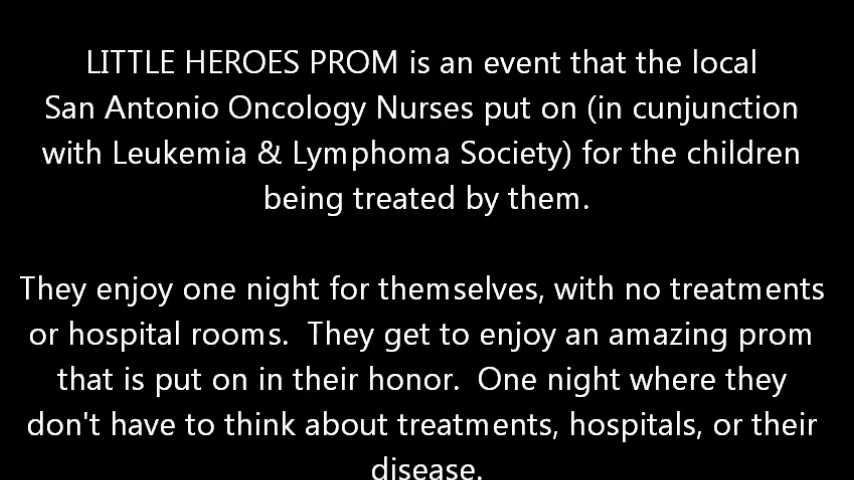 LITTLE HEROES PROM is an event that the local
San Antonio Oncology Nurses put on (in cunjunction
with Leukemia & Lymphoma Society) for the children
being treated by them.
They enjoy one night for themselves, with no treatments
or hospital rooms.  They get to enjoy an amazing prom
that is put on in their honor.  One night where they
don't have to think about treatments, hospitals, or their
disease.